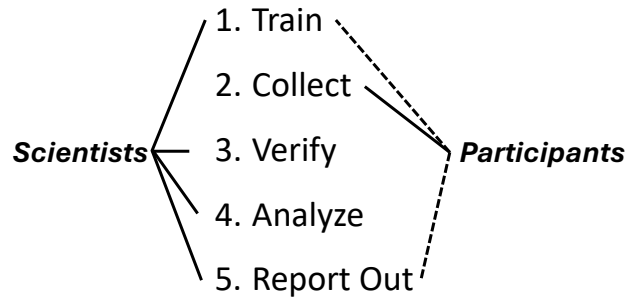 1. Train
2. Collect
Scientists
3. Verify
Participants
4. Analyze
5. Report Out